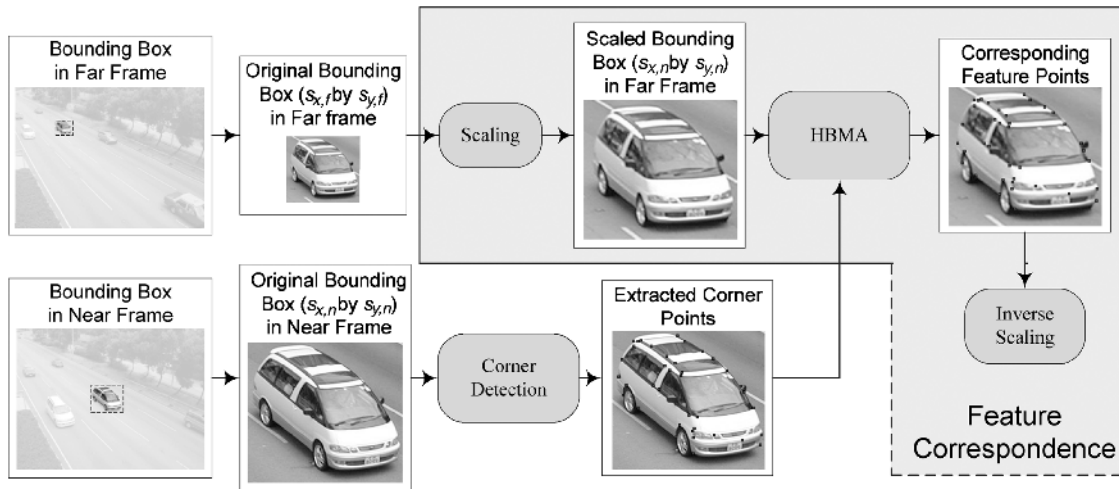 Bounding Box
in Far Frame
Original Bounding
Box (sx,f by sy,f)
in Far frame
Scaling
Scaled Bounding
Box (sx,n by sy,n)
in Far Frame
HBMA
Corresponding
Feature Points
Bounding Box
in Near Frame
Original Bounding
Box (sx,n by sy,n)
in Near Frame
Corner
Detection
Extracted Corner
Points
Inverse
Scaling
Feature
Correspondence